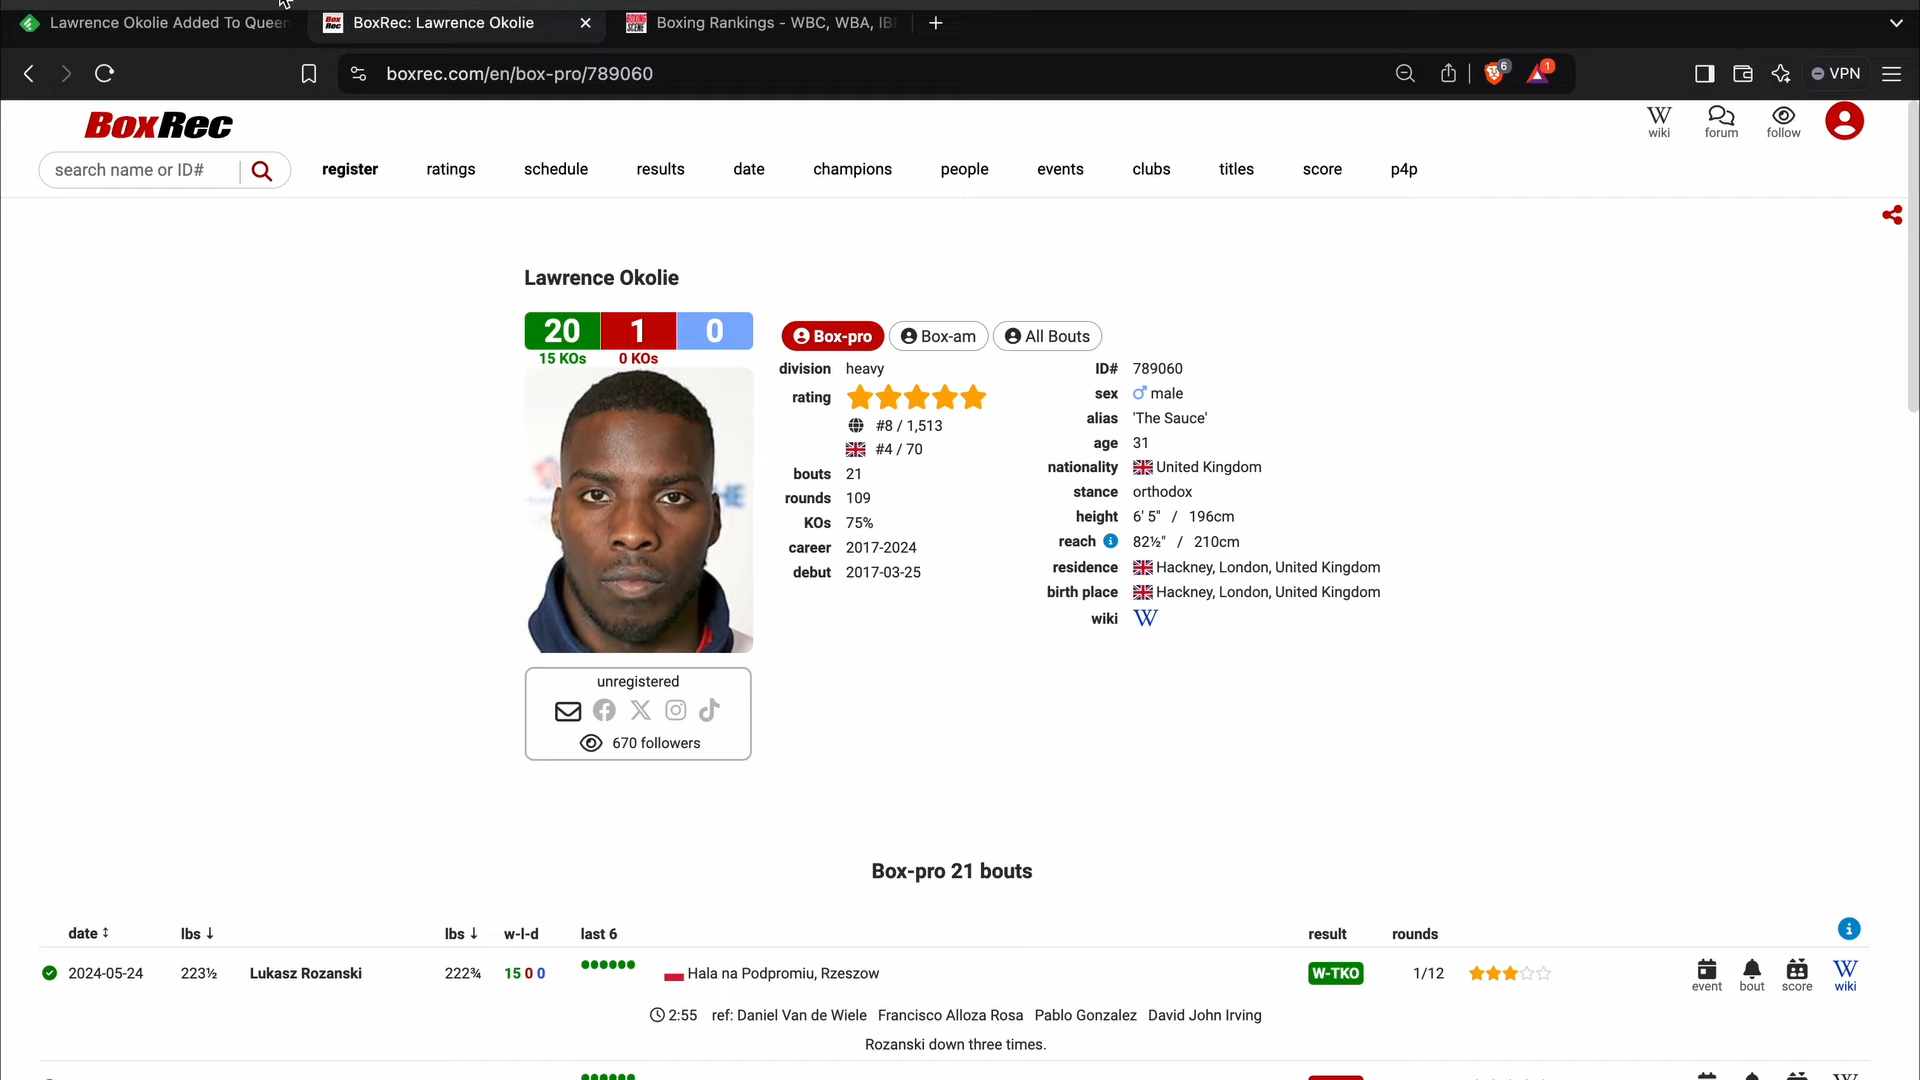 Lawrence Okolie Added To Queen
BoxRec: Lawrence Okolie
Boxing Rankings - WBC, WBA, IBF
boxrec.com/en/box-pro/789060
6
1
VPN
BoxRec
wiki
forum
follow
search name or ID#
register
ratings
schedule
results
date
champions
people
events
clubs
titles
score
p4p
Lawrence Okolie
20 1 0
15 KOs 0 KOs
Box-pro Box-am All Bouts
division heavy
rating
#8 / 1,513
#4 / 70
bouts 21
rounds 109
KOs 75%
career 2017-2024
debut 2017-03-25
ID# 789060
sex male
alias 'The Sauce'
age 31
nationality United Kingdom
stance orthodox
height 6' 5" / 196cm
reach 82½" / 210cm
residence Hackney, London, United Kingdom
birth place Hackney, London, United Kingdom
wiki W
unregistered
670 followers
Box-pro 21 bouts
date lbs lbs w-l-d last 6 result rounds
2024-05-24 223½ Lukasz Rozanski 222¾ 15 0 0 Hala na Podpromiu, Rzeszow W-TKO 1/12
event bout score wiki
2:55 ref: Daniel Van de Wiele Francisco Alloza Rosa Pablo Gonzalez David John Irving
Rozanski down three times.